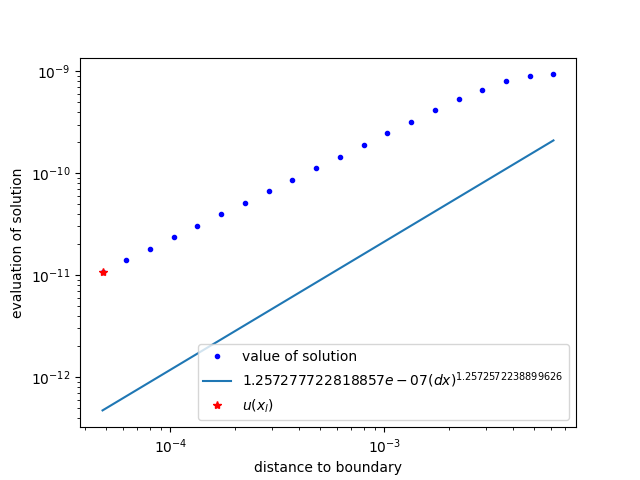 10⁻⁹
10⁻¹⁰
10⁻¹¹
10⁻¹²
evaluation of solution
value of solution
1.257277722818857e − 07(dx)^1.2572572238899626
u(x_l)
10⁻⁴
10⁻³
distance to boundary